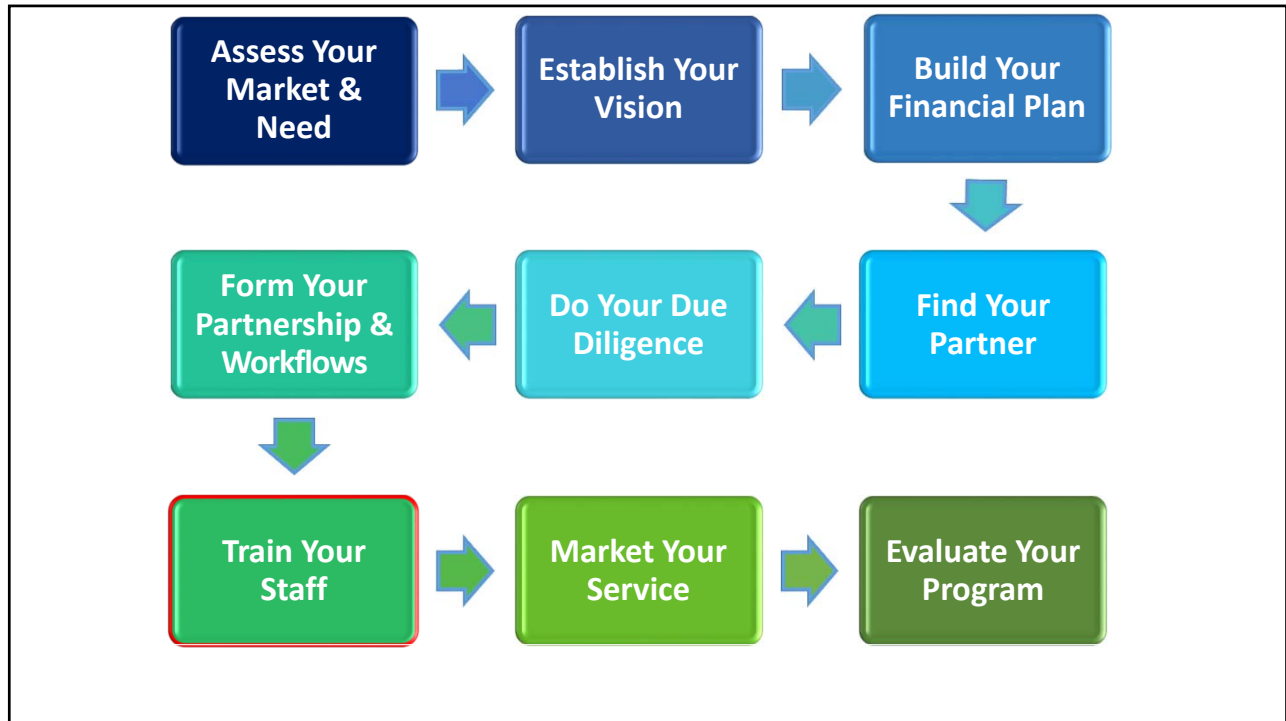 Assess Your
Market &
Need
Establish Your
Vision
Build Your
Financial Plan
Find Your
Partner
Do Your Due
Diligence
Form Your
Partnership &
Workflows
Train Your
Staff
Market Your
Service
Evaluate Your
Program